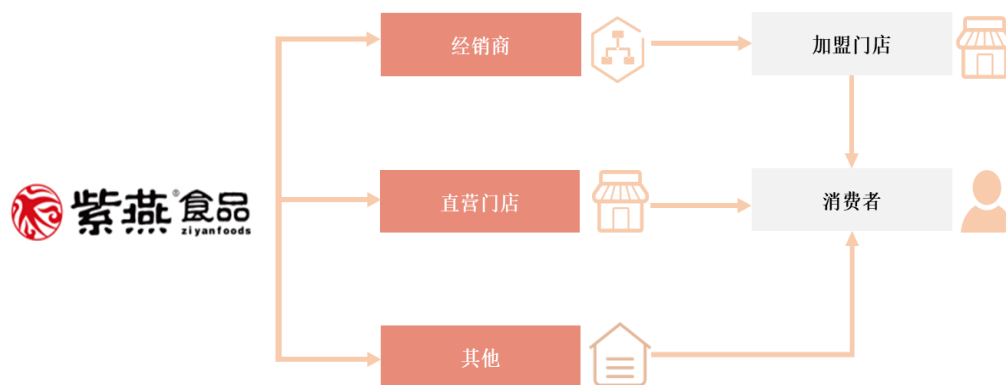 经销商
加盟门店
紫燕®食品
ziyanfoods
直营门店
消费者
其他